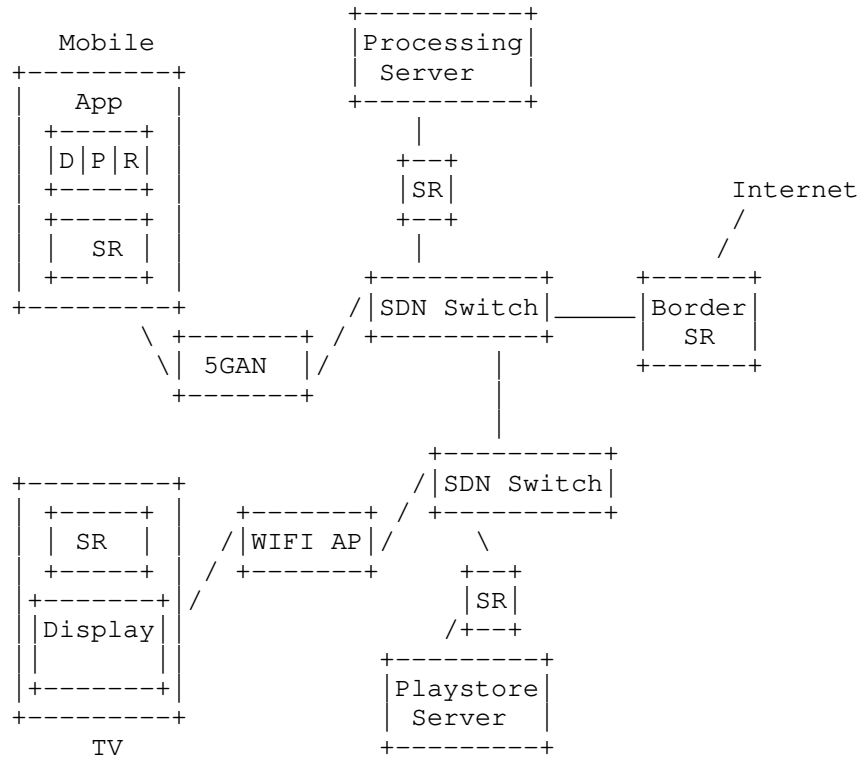 Processing
Server
Mobile
App
D|P|R
SR
SR
Internet
SDN Switch
Border
SR
5GAN
SDN Switch
SR
WIFI AP
SR
Display
Playstore
Server
TV